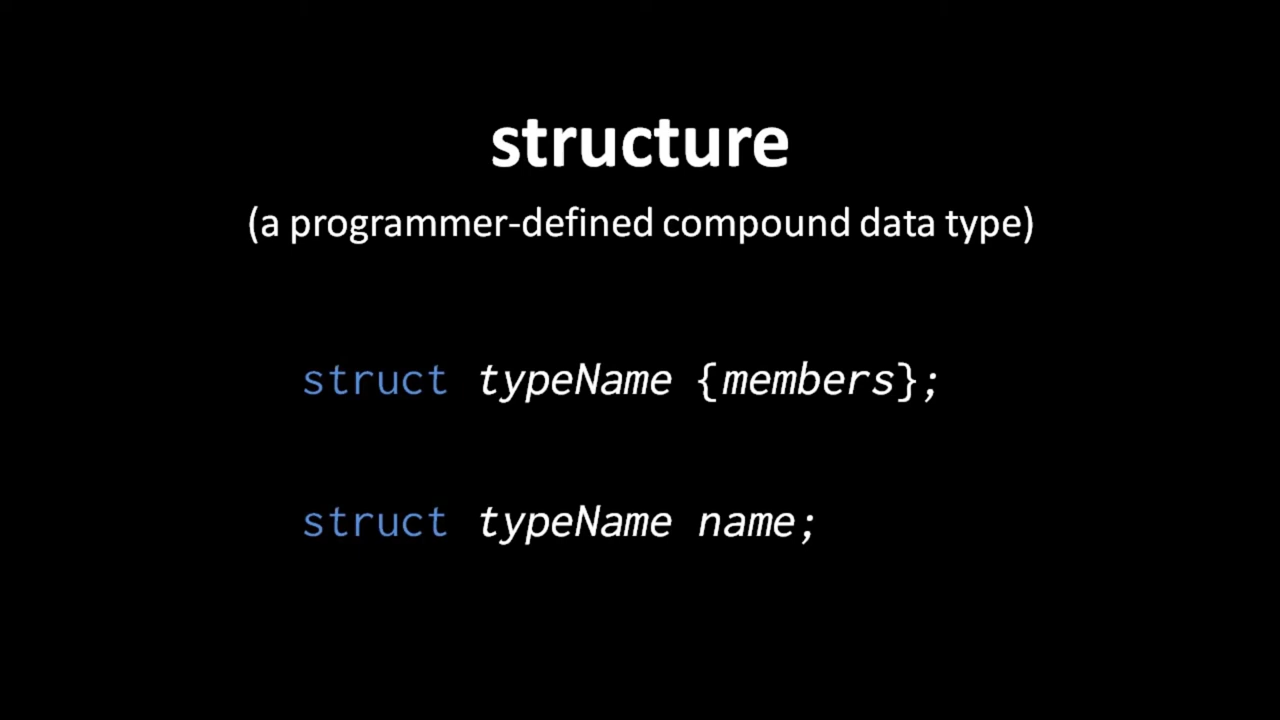 structure
(a programmer-defined compound data type)
struct typeName {members};
struct typeName name;